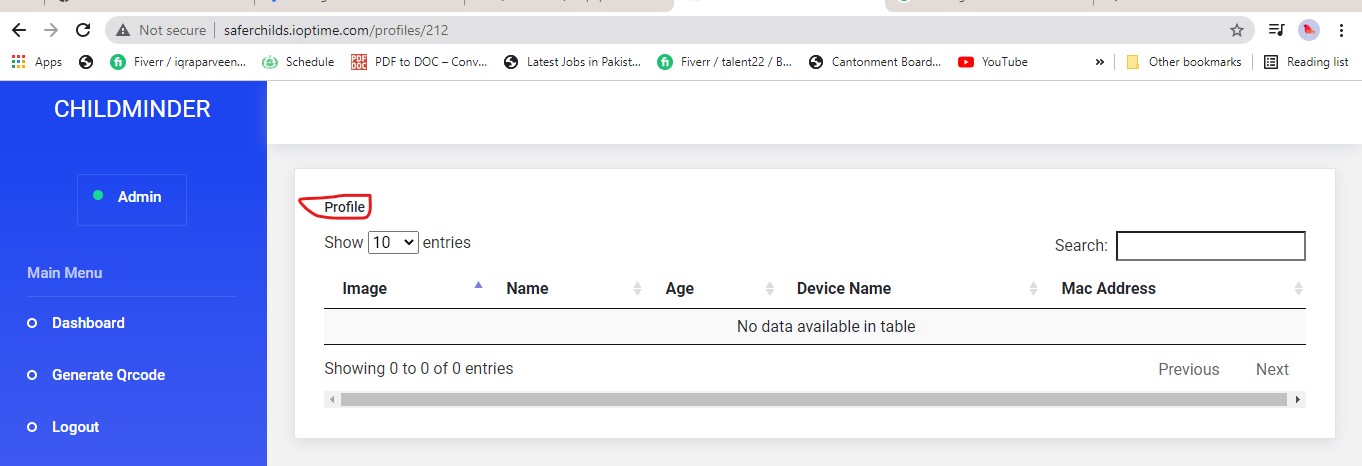 Not secure | saferchilds.ioptime.com/profiles/212
Apps Fiverr / iqraparveen... Schedule PDF to DOC – Conv... Latest Jobs in Pakist... Fiverr / talent22 / B... Cantonment Board... YouTube » Other bookmarks Reading list
CHILDMINDER
Admin
Main Menu
Dashboard
Generate Qrcode
Logout
Profile
Show 10 entries
Search:
Image Name Age Device Name Mac Address
No data available in table
Showing 0 to 0 of 0 entries
Previous Next